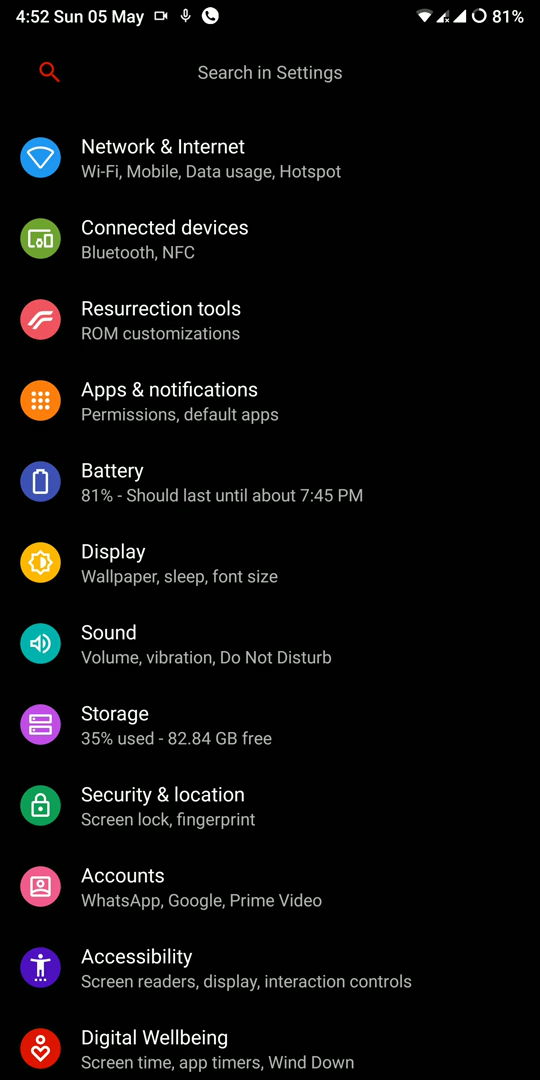 4:52 Sun 05 May
81%
Search in Settings
Network & Internet
Wi-Fi, Mobile, Data usage, Hotspot
Connected devices
Bluetooth, NFC
Resurrection tools
ROM customizations
Apps & notifications
Permissions, default apps
Battery
81% - Should last until about 7:45 PM
Display
Wallpaper, sleep, font size
Sound
Volume, vibration, Do Not Disturb
Storage
35% used - 82.84 GB free
Security & location
Screen lock, fingerprint
Accounts
WhatsApp, Google, Prime Video
Accessibility
Screen readers, display, interaction controls
Digital Wellbeing
Screen time, app timers, Wind Down